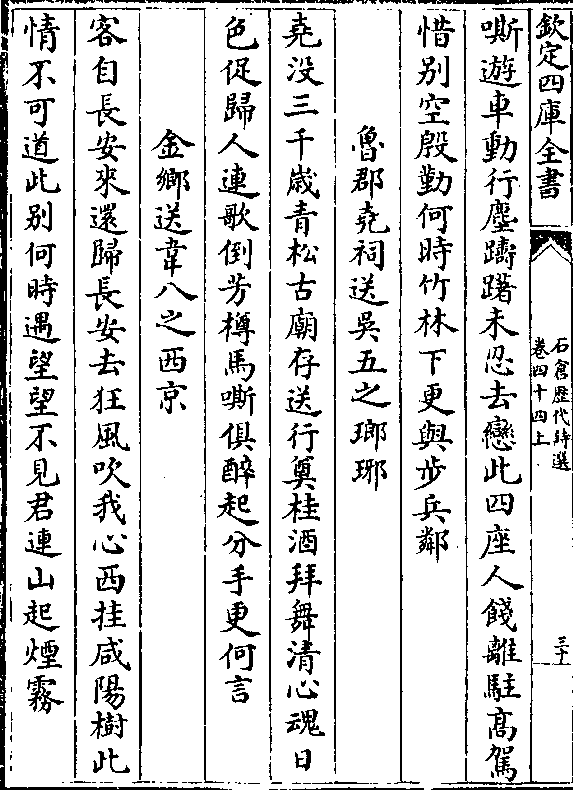 欽定四庫全書
石倉歷代詩選
卷四十四上
三十
嘶遊車動行塵躊躇未忍去戀此四座人餞離駐高駕
惜别空殷勤何時竹林下更與步兵鄰
魯郡堯祠送吳五之瑯琊
堯没三千歲青松古廟存送行奠桂酒拜舞清心魂日
色促歸人連歌倒芳樽馬嘶俱醉起分手更何言
金鄉送韋八之西京
客自長安來還歸長安去狂風吹我心西挂咸陽樹此
情不可道此别何時遇望望不見君連山起煙霧